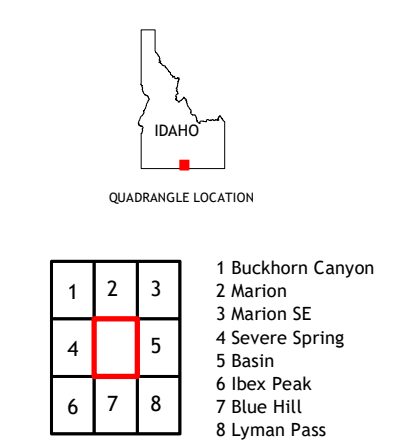 IDAHO
QUADRANGLE LOCATION
1 2 3
4 5
6 7 8
1 Buckhorn Canyon
2 Marion
3 Marion SE
4 Severe Spring
5 Basin
6 Ibex Peak
7 Blue Hill
8 Lyman Pass